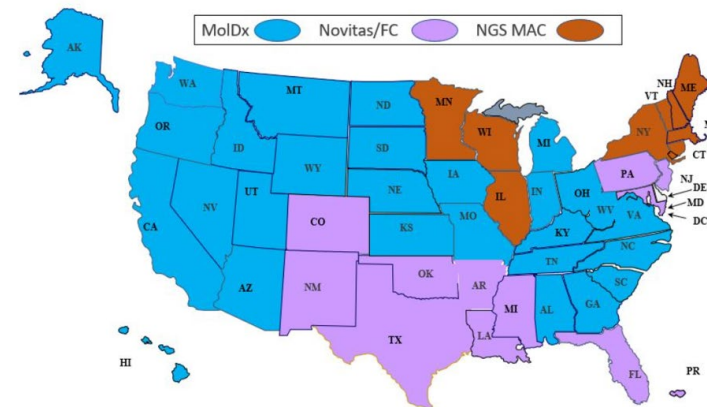 MolDx Novitas/FC NGS MAC
AK
WA
MT
ND
MN
VT
NH
ME
OR
ID
SD
WI
MI
NY
CT
WY
IA
PA
NJ
DE
MD
DC
NE
NV
UT
CO
IL
IN
OH
WV
VA
CA
KS
MO
KY
NC
TN
AZ
NM
OK
AR
SC
MI
AL
GA
TX
LA
HI
FL
PR